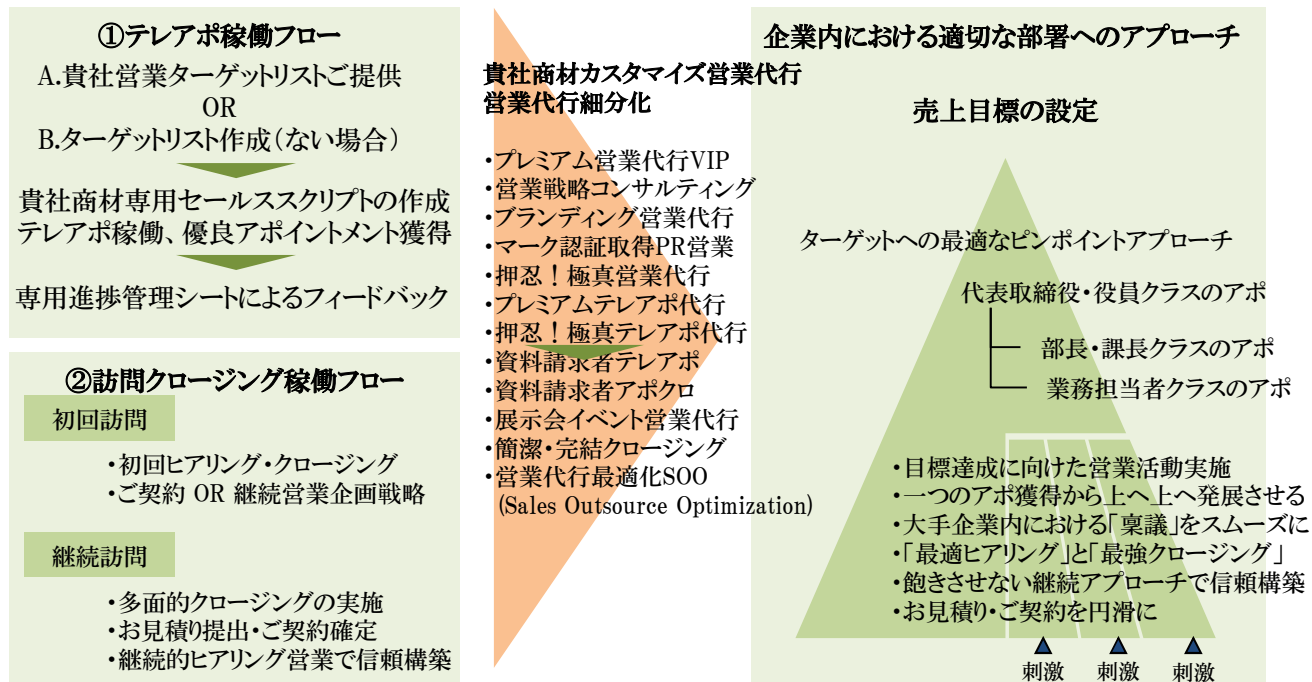 ①テレアポ稼働フロー
A.貴社営業ターゲットリストご提供
OR
B.ターゲットリスト作成（ない場合）
貴社商材専用セールススクリプトの作成
テレアポ稼働、優良アポイントメント獲得
専用進捗管理シートによるフィードバック
②訪問クロージング稼働フロー
初回訪問
・初回ヒアリング・クロージング
・ご契約 OR 継続営業企画戦略
継続訪問
・多面的クロージングの実施
・お見積り提出・ご契約確定
・継続的ヒアリング営業で信頼構築
貴社商材カスタマイズ営業代行
営業代行細分化
・プレミアム営業代行VIP
・営業戦略コンサルティング
・ブランディング営業代行
・マーク認証取得PR営業
・押忍！極真営業代行
・プレミアムテレアポ代行
・押忍！極真テレアポ代行
・資料請求者テレアポ
・資料請求者アポクロ
・展示会イベント営業代行
・簡潔・完結クロージング
・営業代行最適化SOO
(Sales Outsource Optimization)
企業内における適切な部署へのアプローチ
売上目標の設定
ターゲットへの最適なピンポイントアプローチ
代表取締役・役員クラスのアポ
部長・課長クラスのアポ
業務担当者クラスのアポ
・目標達成に向けた営業活動実施
・一つのアポ獲得から上へ上へ発展させる
・大手企業内における「稟議」をスムーズに
・「最適ヒアリング」と「最強クロージング」
・飽きさせない継続アプローチで信頼構築
・お見積り・ご契約を円滑に
刺激 刺激 刺激